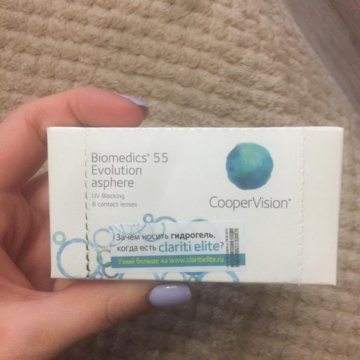 Biomedics® 55
Evolution
asphere
UV Blocking
6 contact lenses
CooperVision®
Зачем носить гидрогель,
когда есть clariti elite?
Узнай больше на www.claritielite.ru